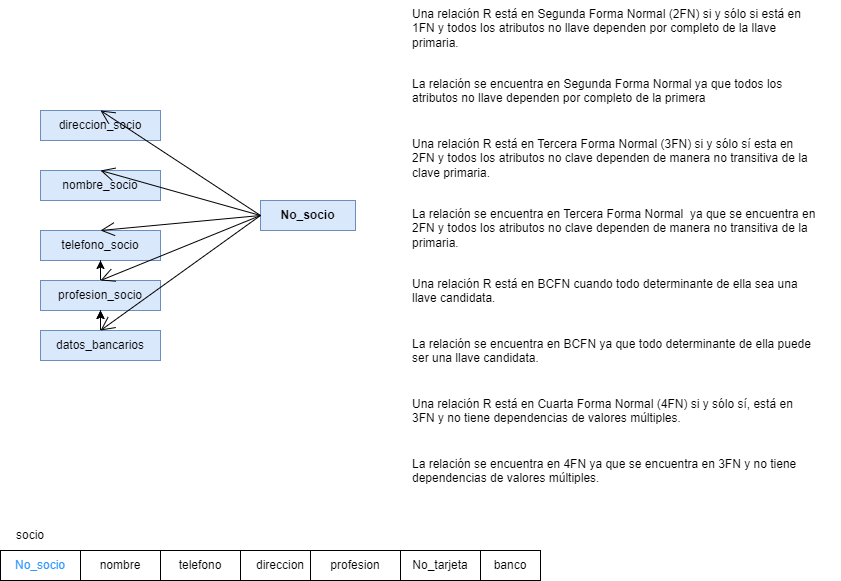 Una relación R está en Segunda Forma Normal (2FN) si y sólo si está en
1FN y todos los atributos no llave dependen por completo de la llave
primaria.
La relación se encuentra en Segunda Forma Normal ya que todos los
atributos no llave dependen por completo de la primera
direccion_socio
Una relación R está en Tercera Forma Normal (3FN) si y sólo sí esta en
2FN y todos los atributos no clave dependen de manera no transitiva de la
clave primaria.
nombre_socio
No_socio
La relación se encuentra en Tercera Forma Normal  ya que se encuentra en
2FN y todos los atributos no clave dependen de manera no transitiva de la
primaria.
telefono_socio
profesion_socio
Una relación R está en BCFN cuando todo determinante de ella sea una
llave candidata.
datos_bancarios
La relación se encuentra en BCFN ya que todo determinante de ella puede
ser una llave candidata.
Una relación R está en Cuarta Forma Normal (4FN) si y sólo sí, está en
3FN y no tiene dependencias de valores múltiples.
La relación se encuentra en 4FN ya que se encuentra en 3FN y no tiene
dependencias de valores múltiples.
socio
No_socio nombre telefono direccion profesion No_tarjeta banco